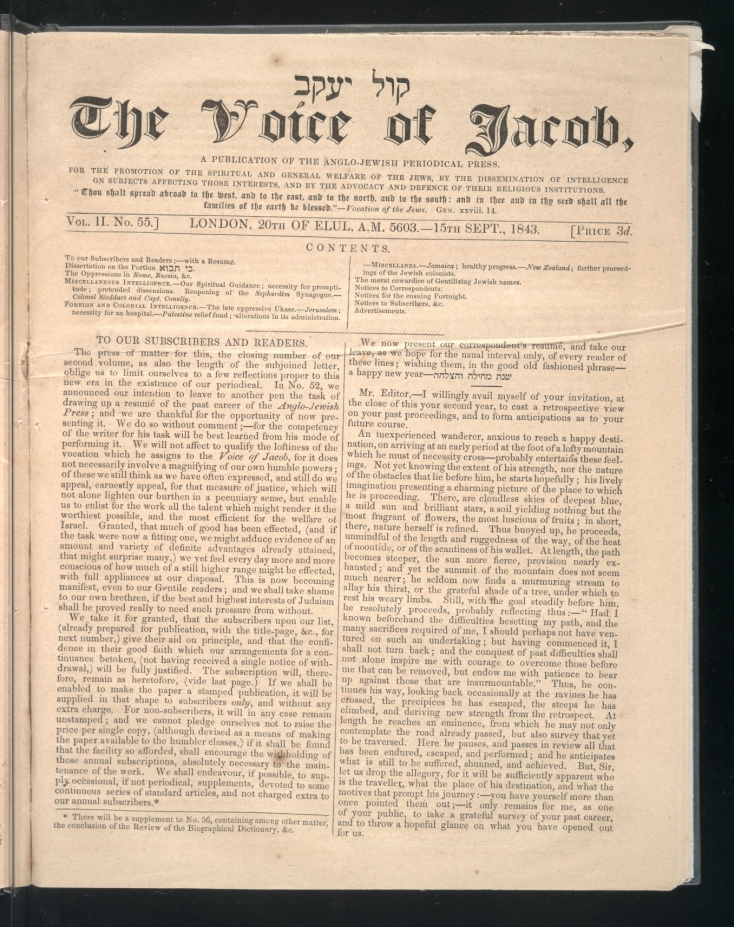 קול יעקב
The Voice of Jacob,
A PUBLICATION OF THE ANGLO-JEWISH PERIODICAL PRESS.
FOR THE PROMOTION OF THE SPIRITUAL AND GENERAL WELFARE OF THE JEWS, BY THE DISSEMINATION OF INTELLIGENCE
ON SUBJECTS AFFECTING THOSE INTERESTS, AND BY THE ADVOCACY AND DEFENCE OF THEIR RELIGIOUS INSTITUTIONS.
"Thou shalt spread abroad to the west, and to the east, and to the north, and to the south: and in thee and in thy seed shall all the
families of the earth be blessed."—Vocation of the Jews. GEN. xxviii. 14.
VOL. II. No. 55.] LONDON, 20TH OF ELUL, A.M. 5603.—15TH SEPT., 1843. [PRICE 3d.
CONTENTS.
To our Subscribers and Readers;—with a Resumé.
Dissertation on the Portion כי תבוא.
The Oppressions in Rome, Russia, &c.
MISCELLANEOUS INTELLIGENCE.—Our Spiritual Guidance; necessity for prompti-
tude; pretended dissensions. Reopening of the Sephardim Synagogue.—
Colonel Stoddart and Capt. Conolly.
FOREIGN AND COLONIAL INTELLIGENCE.—The late oppressive Ukase.—Jerusalem;
necessity for an hospital.—Palestine relief fund; alterations in its administration.
—MISCELLANEA.—Jamaica; healthy progress.—New Zealand; further proceed-
ings of the Jewish colonists.
The moral cowardice of Gentilizing Jewish names.
Notices to Correspondents.
Notices for the ensuing Fortnight.
Notices to Subscribers, &c.
Advertisements.
TO OUR SUBSCRIBERS AND READERS.
The press of matter for this, the closing number of our
second volume, as also the length of the subjoined letter,
oblige us to limit ourselves to a few reflections proper to this
new era in the existence of our periodical. In No. 52, we
announced our intention to leave to another pen the task of
drawing up a resumé of the past career of the Anglo-Jewish
Press; and we are thankful for the opportunity of now pre-
senting it. We do so without comment;—for the competency
of the writer for his task will be best learned from his mode of
performing it. We will not affect to qualify the loftiness of the
vocation which he assigns to the Voice of Jacob, for it does
not necessarily involve a magnifying of our own humble powers;
of these we still think as we have often expressed, and still do we
appeal, earnestly appeal, for that measure of justice, which will
not alone lighten our burthen in a pecuniary sense, but enable
us to enlist for the work all the talent which might render it the
worthiest possible, and the most efficient for the welfare of
Israel. Granted, that much of good has been effected, (and if
the task were now a fitting one, we might adduce evidence of an
amount and variety of definite advantages already attained,
that might surprise many,) we yet feel every day more and more
conscious of how much of a still higher range might be effected,
with full appliances at our disposal. This is now becoming
manifest, even to our Gentile readers; and we shall take shame
to our own brethren, if the best and highest interests of Judaism
shall be proved really to need such pressure from without.
We take it for granted, that the subscribers upon our list,
(already prepared for publication, with the title-page, &c., for
next number,) give their aid on principle, and that the confi-
dence in their good faith which our arrangements for a con-
tinuance betoken, (not having received a single notice of with-
drawal,) will be fully justified. The subscription will, there-
fore, remain as heretofore, (vide last page.) If we shall be
enabled to make the paper a stamped publication, it will be
supplied in that shape to subscribers only, and without any
extra charge. For non-subscribers, it will in any case remain
unstamped; and we cannot pledge ourselves not to raise the
price per single copy, (although devised as a means of making
the paper available to the humbler classes,) if it shall be found
that the facility so afforded, shall encourage the withholding of
those annual subscriptions, absolutely necessary to the main-
tenance of the work. We shall endeavour, if possible, to sup-
ply occasional, if not periodical, supplements, devoted to some
continuous series of standard articles, and not charged extra to
our annual subscribers.*
* There will be a supplement to No. 56, containing among other matter,
the conclusion of the Review of the Biographical Dictionary, &c.
We now present our correspondent's resumé, and take our
leave, as we hope for the usual interval only, of every reader of
these lines; wishing them, in the good old fashioned phrase—
a happy new year—שנת מחילה והצלחה
Mr. Editor,—I willingly avail myself of your invitation, at
the close of this your second year, to cast a retrospective view
on your past proceedings, and to form anticipations as to your
future course.
An inexperienced wanderer, anxious to reach a happy desti-
nation, on arriving at an early period at the foot of a lofty mountain
which he must of necessity cross—probably entertains these feel-
ings. Not yet knowing the extent of his strength, nor the nature
of the obstacles that lie before him, he starts hopefully; his lively
imagination presenting a charming picture of the place to which
he is proceeding. There, are cloudless skies of deepest blue,
a mild sun and brilliant stars, a soil yielding nothing but the
most fragrant of flowers, the most luscious of fruits; in short,
there, nature herself is refined. Thus buoyed up, he proceeds,
unmindful of the length and ruggedness of the way, of the heat
of noontide, or of the scantiness of his wallet. At length, the path
becomes steeper, the sun more fierce, provision nearly ex-
hausted; and yet the summit of the mountain does not seem
much nearer; he seldom now finds a murmuring stream to
allay his thirst, or the grateful shade of a tree, under which to
rest his weary limbs. Still, with the goal steadily before him,
he resolutely proceeds, probably reflecting thus:—"Had I
known beforehand the difficulties besetting my path, and the
many sacrifices required of me, I should perhaps not have ven-
tured on such an undertaking; but having commenced it, I
shall not turn back; and the conquest of past difficulties shall
not alone inspire me with courage to overcome those before
me that can be removed, but endow me with patience to bear
up against those that are insurmountable." Thus, he con-
tinues his way, looking back occasionally at the ravines he has
crossed, the precipices he has escaped, the steeps he has
climbed, and deriving new strength from the retrospect. At
length he reaches an eminence, from which he may not only
contemplate the road already passed, but also survey that yet
to be traversed. Here he pauses, and passes in review all that
has been endured, escaped, and performed; and he anticipates
what is still to be suffered, shunned, and achieved. But, Sir,
let us drop the allegory, for it will be sufficiently apparent who
is the traveller, what the place of his destination, and what the
motives that prompt his journey:—you have yourself more than
once pointed them out;—it only remains for me, as one
of your public, to take a grateful survey of your past career,
and to throw a hopeful glance on what you have opened out
for us.